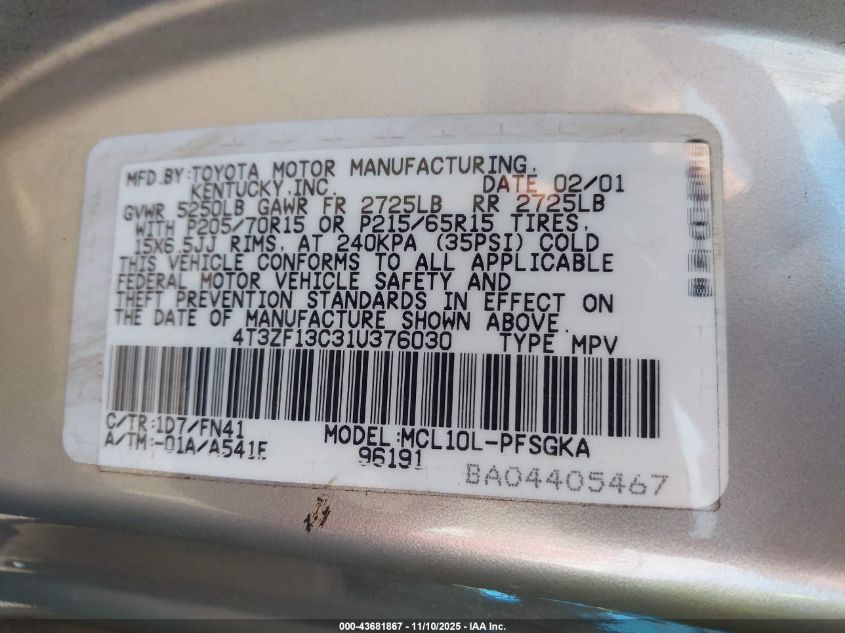 MFD.BY:TOYOTA MOTOR MANUFACTURING,
KENTUCKY,INC. DATE 02/01
GVWR 5250LB GAWR FR 2725LB RR 2725LB
WITH P205/70R15 OR P215/65R15 TIRES,
15X6.5JJ RIMS, AT 240KPA (35PSI) COLD
THIS VEHICLE CONFORMS TO ALL APPLICABLE
FEDERAL MOTOR VEHICLE SAFETY AND
THEFT PREVENTION STANDARDS IN EFFECT ON
THE DATE OF MANUFACTURE SHOWN ABOVE.
4T3ZF13C31U376030 TYPE MPV
C/TR:1D7/FN41 MODEL:MCL10L-PFSGKA
A/TM:-01A/A541E 96191
BA04405467
000-43681867 - 11/10/2025 - IAA Inc.